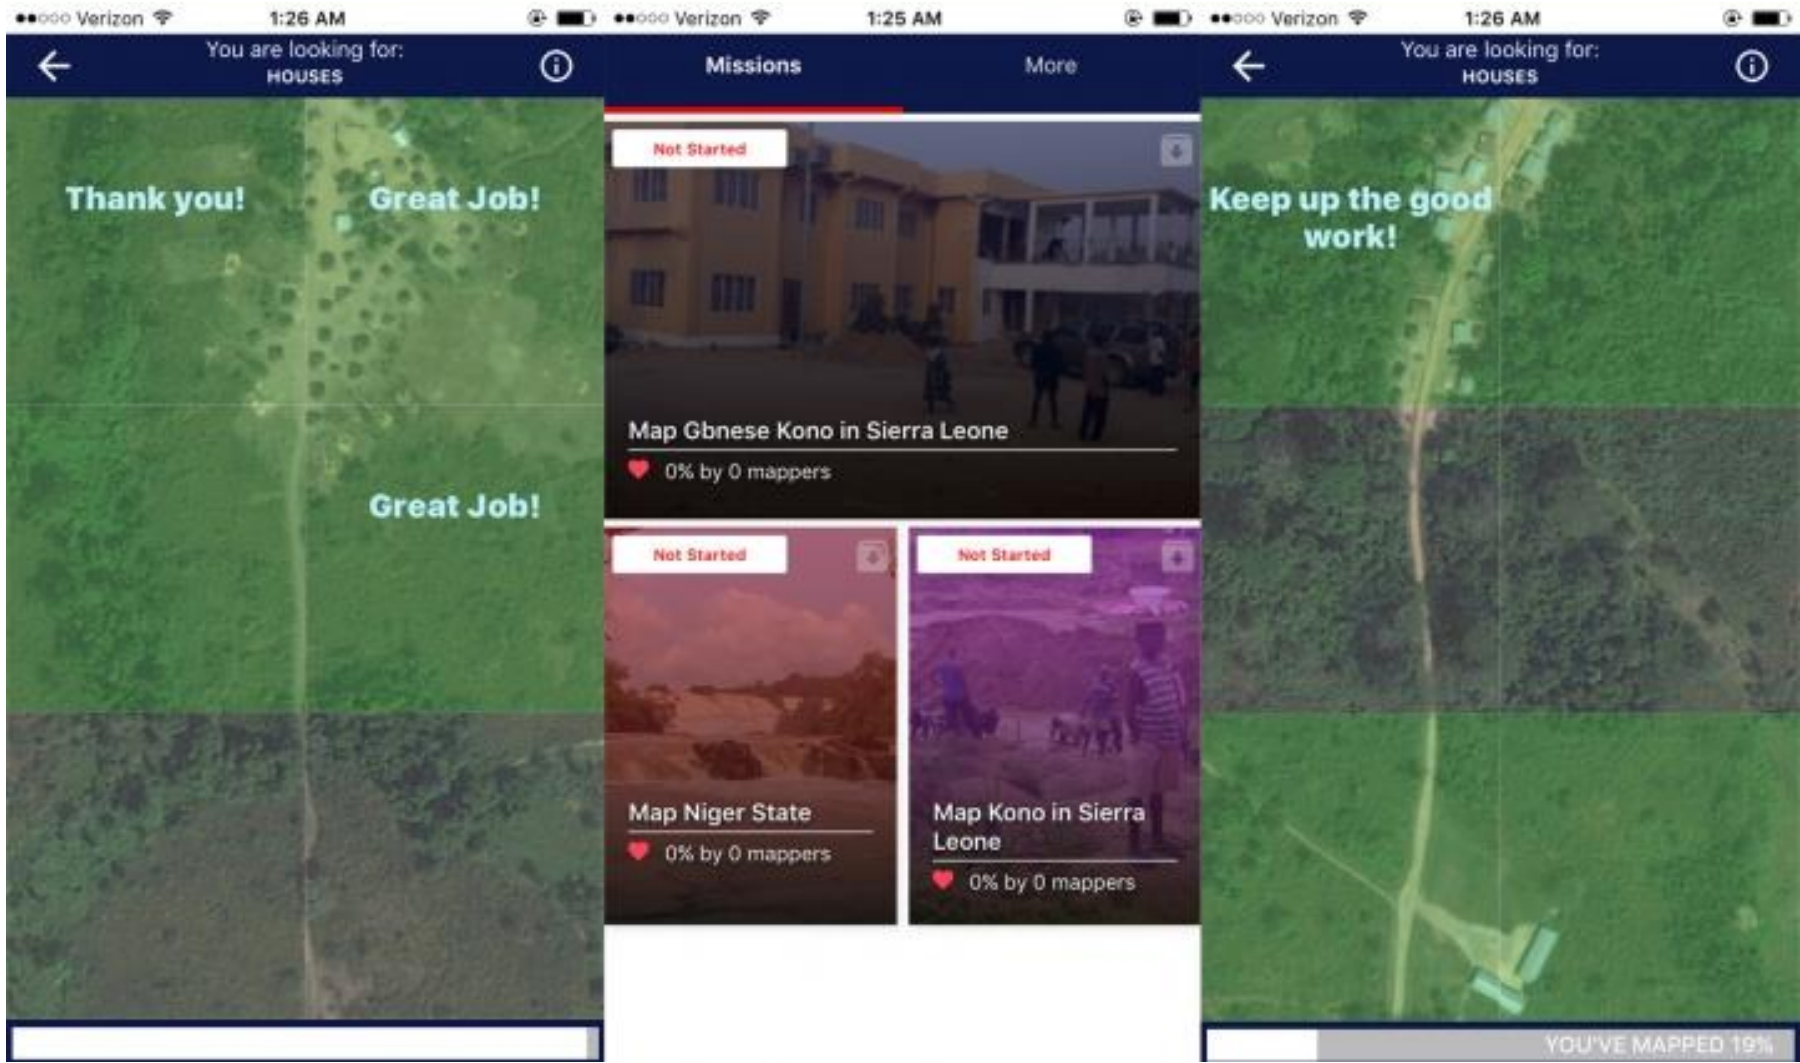 Verizon 1:26 AM
You are looking for:
HOUSES
Thank you!
Great Job!
Great Job!
Verizon 1:25 AM
Missions More
Not Started
Map Gbnese Kono in Sierra Leone
0% by 0 mappers
Not Started
Map Niger State
0% by 0 mappers
Not Started
Map Kono in Sierra
Leone
0% by 0 mappers
Verizon 1:26 AM
You are looking for:
HOUSES
Keep up the good
work!
YOU'VE MAPPED 19%